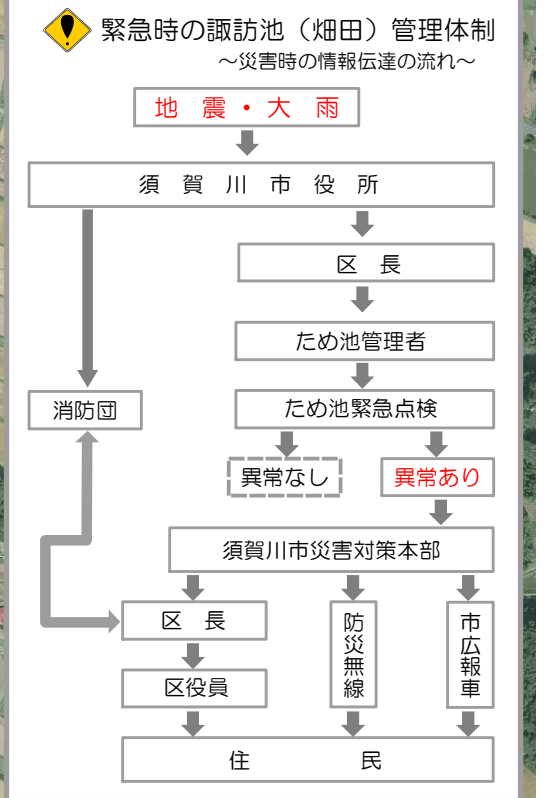 緊急時の諏訪池（畑田）管理体制
～災害時の情報伝達の流れ～
地　震・大　雨
須　賀　川　市　役　所
区　長
ため池管理者
消防団
ため池緊急点検
異常なし
異常あり
須賀川市災害対策本部
区　長
防災無線
市広報車
区役員
住　　　　民